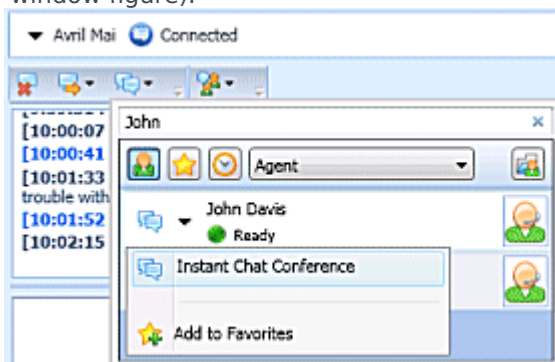 window figure).
Avril Mai Connected
[10:00:07
John
[10:00:41
[10:01:33
Agent
trouble with
[10:01:52
John Davis
[10:02:15
Ready
Instant Chat Conference
Add to Favorites